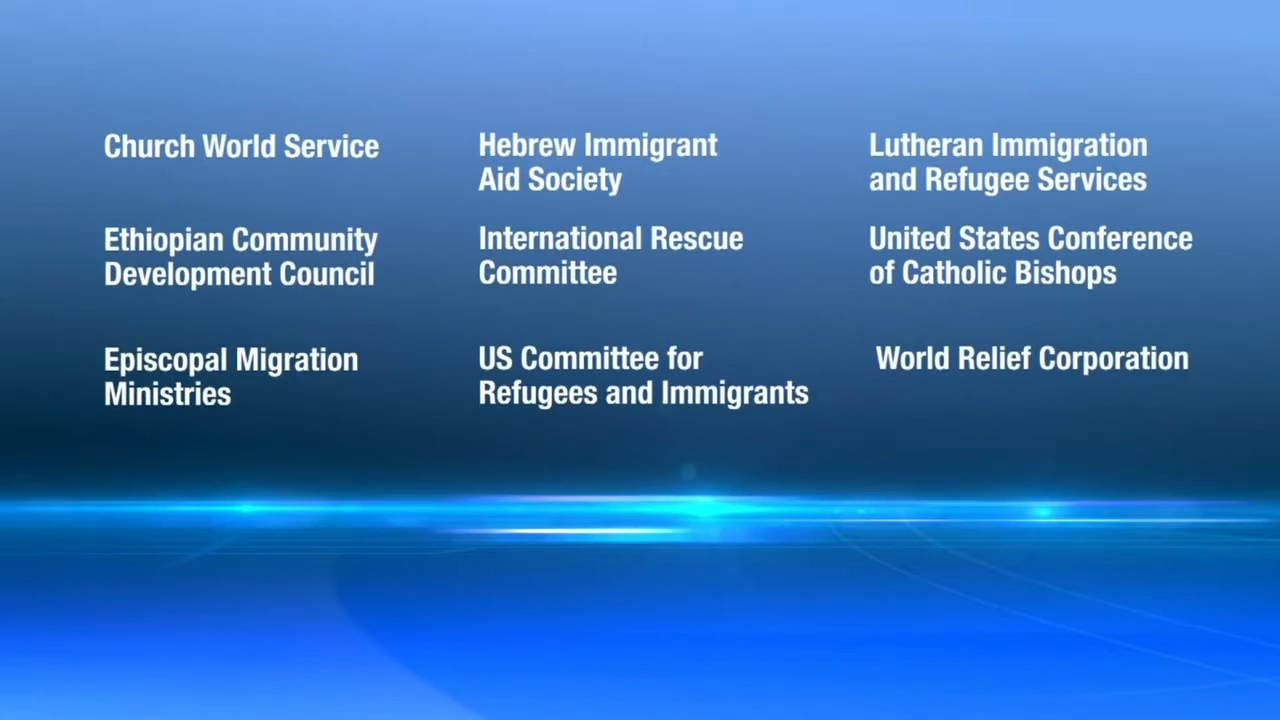 Church World Service
Hebrew Immigrant
Aid Society
Lutheran Immigration
and Refugee Services
Ethiopian Community
Development Council
International Rescue
Committee
United States Conference
of Catholic Bishops
Episcopal Migration
Ministries
US Committee for
Refugees and Immigrants
World Relief Corporation